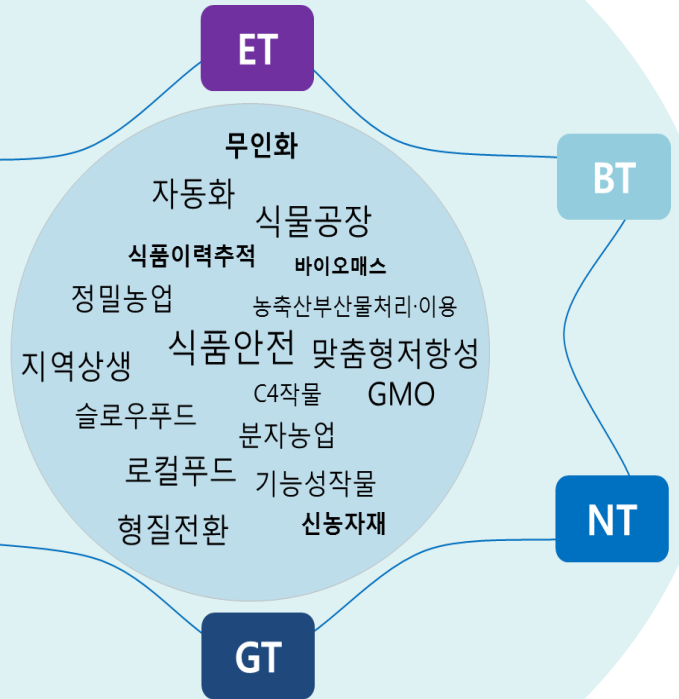 ET
무인화
BT
자동화
식물공장
식품이력추적
바이오매스
정밀농업
농축산부산물처리·이용
식품안전
맞춤형저항성
지역상생
C4작물
GMO
슬로우푸드
분자농업
로컬푸드
기능성작물
형질전환
신농자재
NT
GT